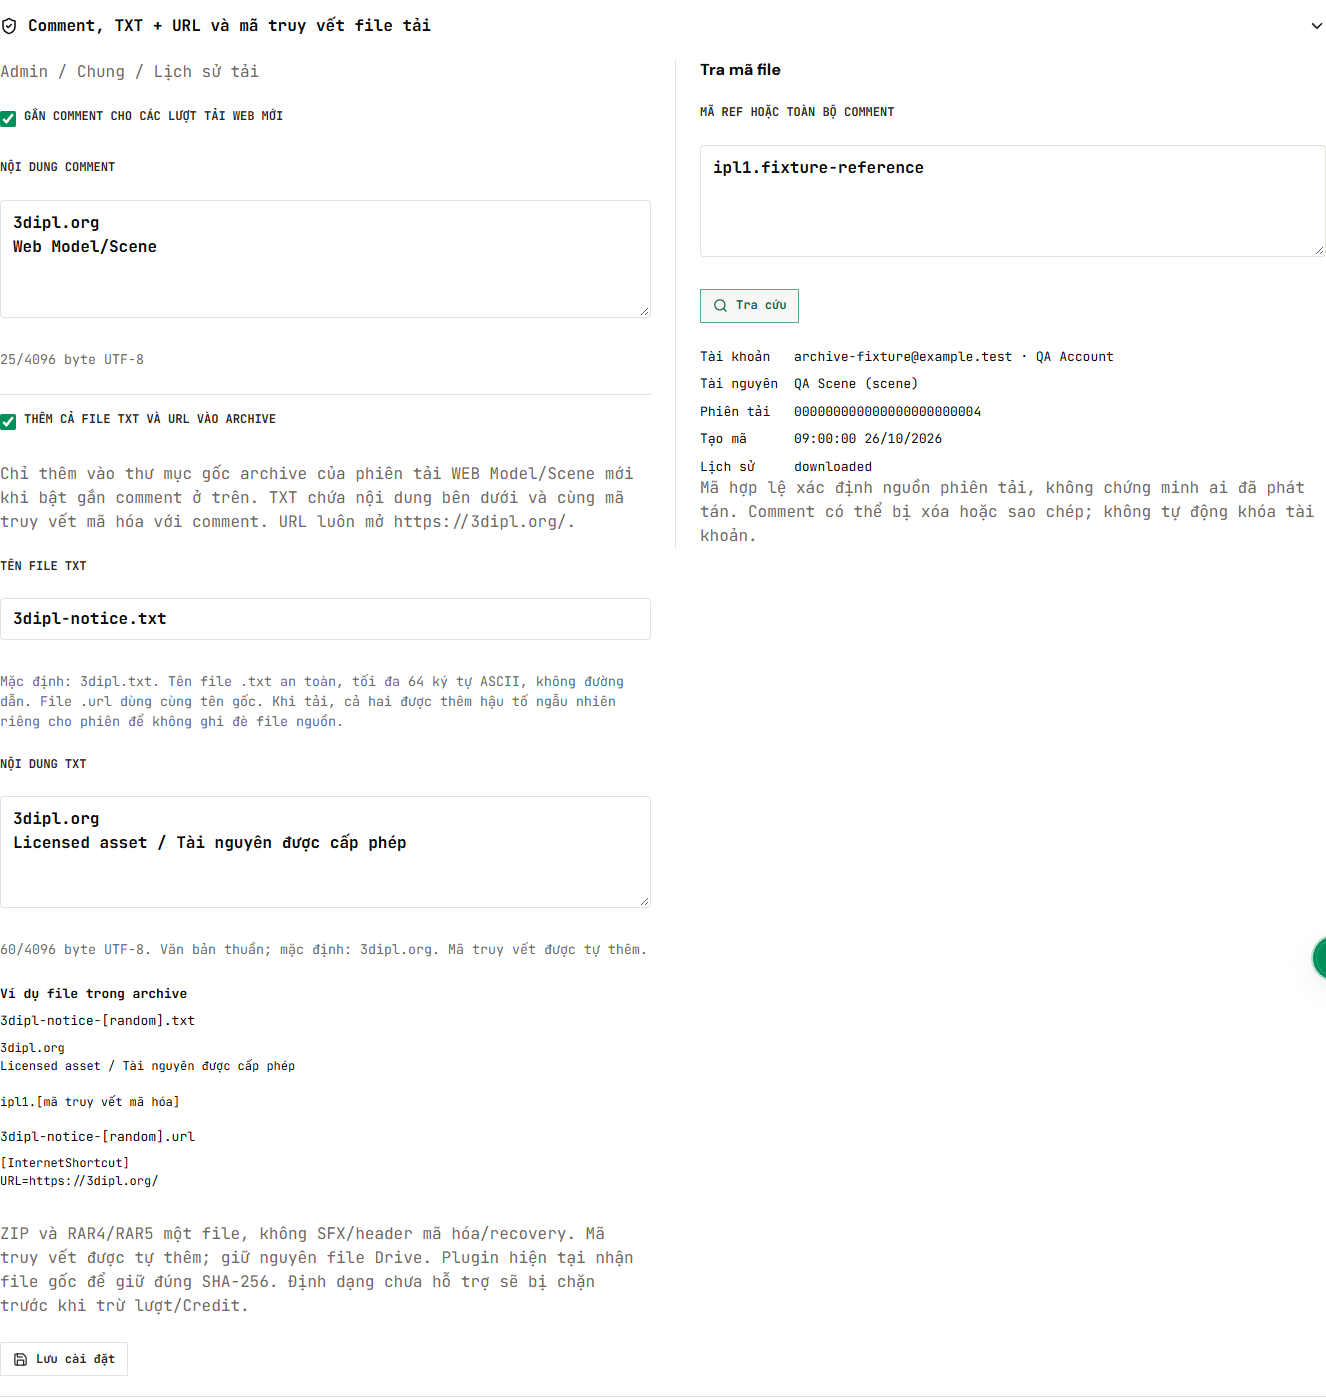 Comment, TXT + URL và mã truy vết file tải
Admin / Chung / Lịch sử tải
GẮN COMMENT CHO CÁC LƯỢT TẢI WEB MỚI
NỘI DUNG COMMENT
3dipl.org
Web Model/Scene
25/4096 byte UTF-8
THÊM CẢ FILE TXT VÀ URL VÀO ARCHIVE
Chỉ thêm vào thư mục gốc archive của phiên tải WEB Model/Scene mới
khi bật gắn comment ở trên. TXT chứa nội dung bên dưới và cùng mã
truy vết mã hóa với comment. URL luôn mở https://3dipl.org/.
TÊN FILE TXT
3dipl-notice.txt
Mặc định: 3dipl.txt. Tên file .txt an toàn, tối đa 64 ký tự ASCII, không đường
dẫn. File .url dùng cùng tên gốc. Khi tải, cả hai được thêm hậu tố ngẫu nhiên
riêng cho phiên để không ghi đè file nguồn.
NỘI DUNG TXT
3dipl.org
Licensed asset / Tài nguyên được cấp phép
60/4096 byte UTF-8. Văn bản thuần; mặc định: 3dipl.org. Mã truy vết được tự thêm.
Ví dụ file trong archive
3dipl-notice-[random].txt
3dipl.org
Licensed asset / Tài nguyên được cấp phép
ipl1.[mã truy vết mã hóa]
3dipl-notice-[random].url
[InternetShortcut]
URL=https://3dipl.org/
ZIP và RAR4/RAR5 một file, không SFX/header mã hóa/recovery. Mã
truy vết được tự thêm; giữ nguyên file Drive. Plugin hiện tại nhận
file gốc để giữ đúng SHA-256. Định dạng chưa hỗ trợ sẽ bị chặn
trước khi trừ lượt/Credit.
Lưu cài đặt
Tra mã file
MÃ REF HOẶC TOÀN BỘ COMMENT
ipl1.fixture-reference
Tra cứu
Tài khoản archive-fixture@example.test · QA Account
Tài nguyên QA Scene (scene)
Phiên tải 000000000000000000000004
Tạo mã 09:00:00 26/10/2026
Lịch sử downloaded
Mã hợp lệ xác định nguồn phiên tải, không chứng minh ai đã phát
tán. Comment có thể bị xóa hoặc sao chép; không tự động khóa tài
khoản.